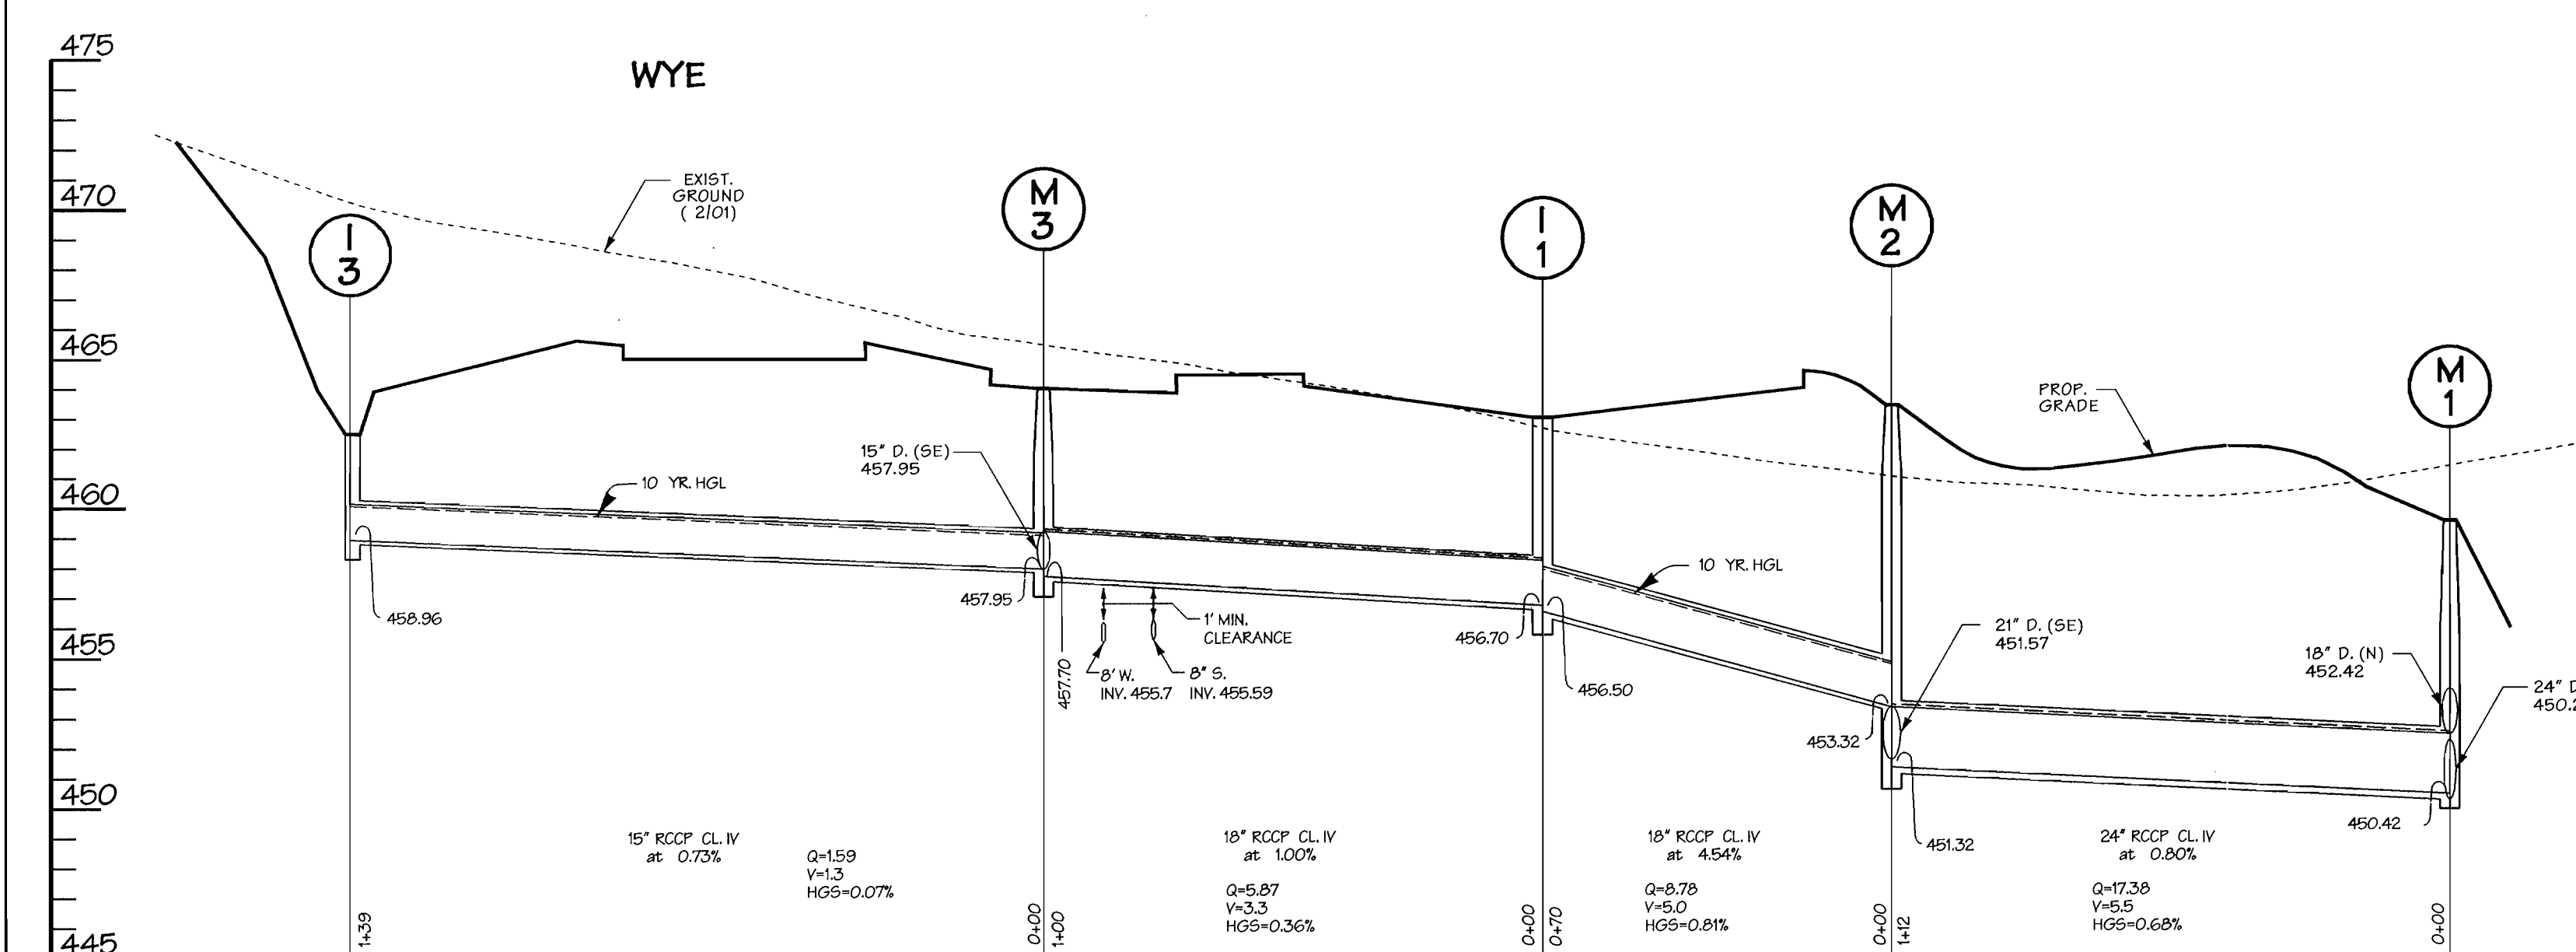 475
WYE
EXIST.
GROUND
( 2/01)
470
I
3
M
3
I
1
M
2
465
M
1
PROP.
GRADE
15" D. (SE)
457.95
10 YR. HGL
460
458.96
457.95
457.70
1' MIN.
CLEARANCE
8' W.
INV. 455.7
8" S.
INV. 455.59
10 YR. HGL
456.70
456.50
455
21" D. (SE)
451.57
18" D. (N)
452.42
24" D
450.2
453.32
451.32
450.42
450
15" RCCP CL. IV
at 0.73%
Q=1.59
V=1.3
HGS=0.07%
18" RCCP CL. IV
at 1.00%
Q=5.87
V=3.3
HGS=0.36%
18" RCCP CL. IV
at 4.54%
Q=8.78
V=5.0
HGS=0.81%
24" RCCP CL. IV
at 0.80%
Q=17.38
V=5.5
HGS=0.68%
445
1+39
0+00
1+00
0+00
0+70
0+00
1+12
0+00